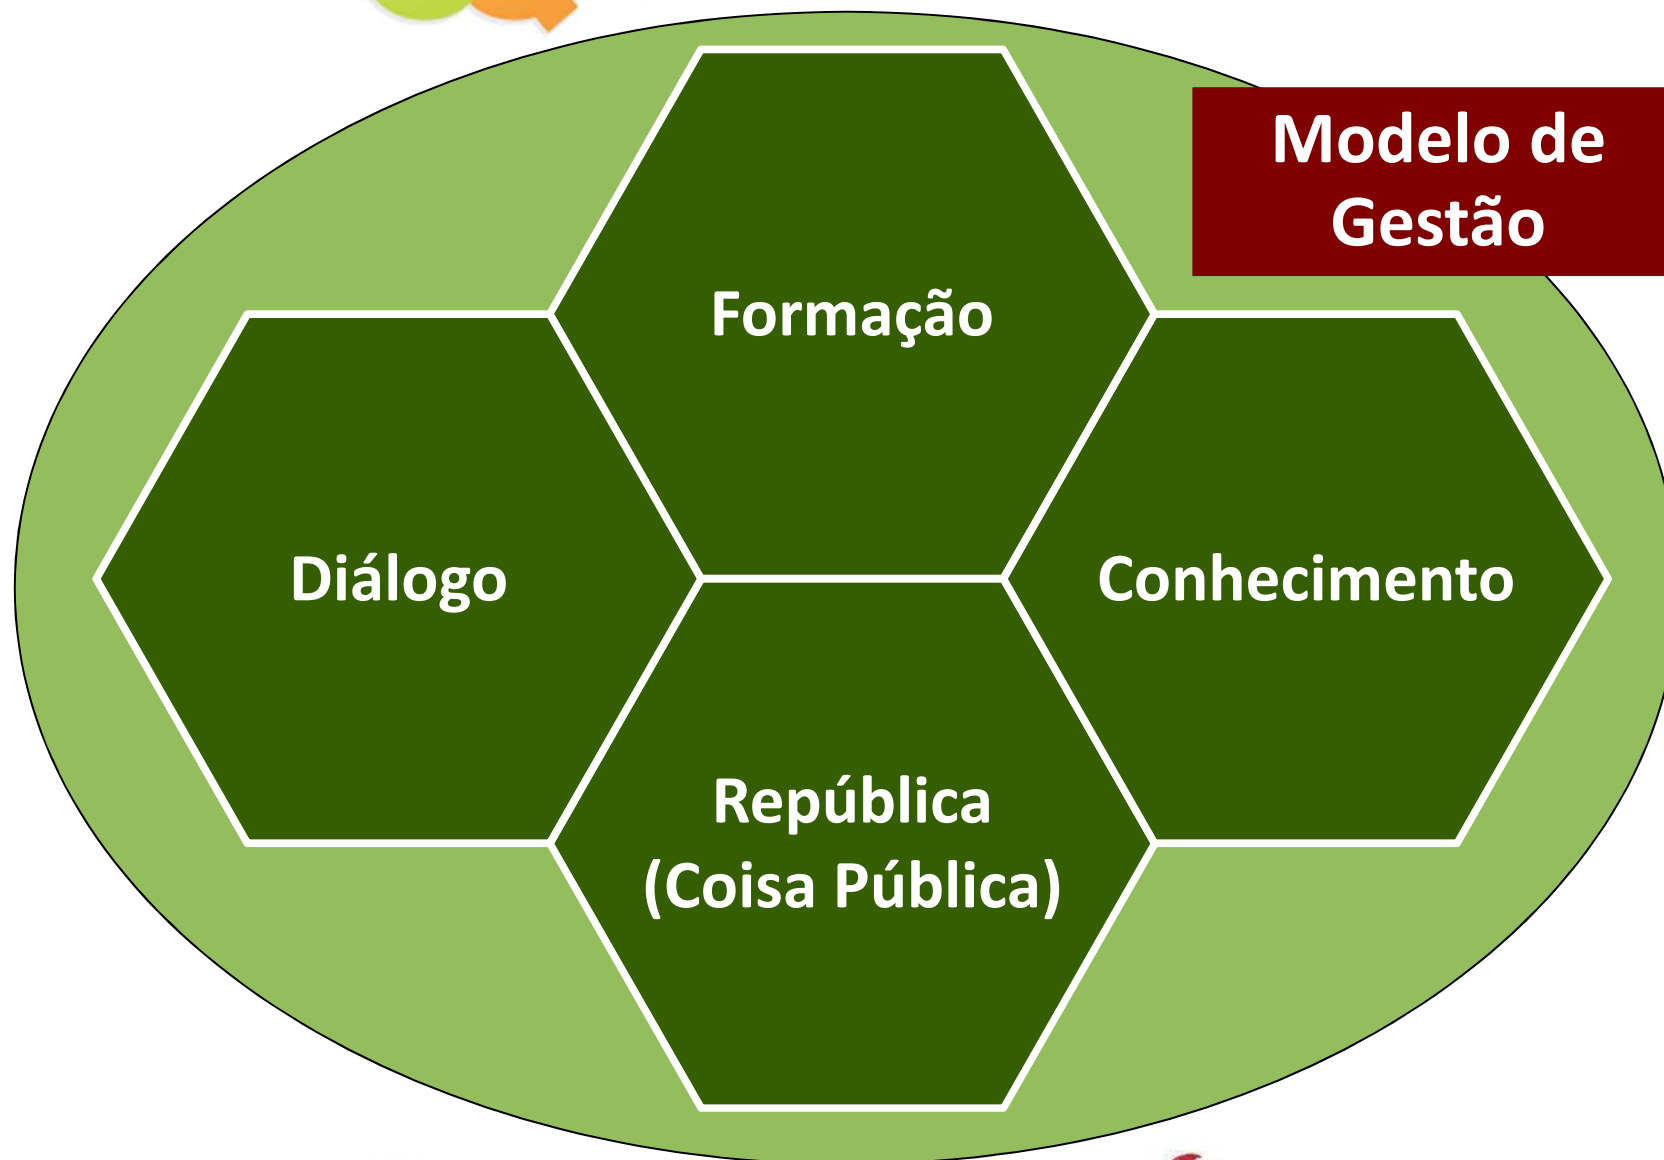 Modelo de
Gestão
Formação
Diálogo
Conhecimento
República
(Coisa Pública)